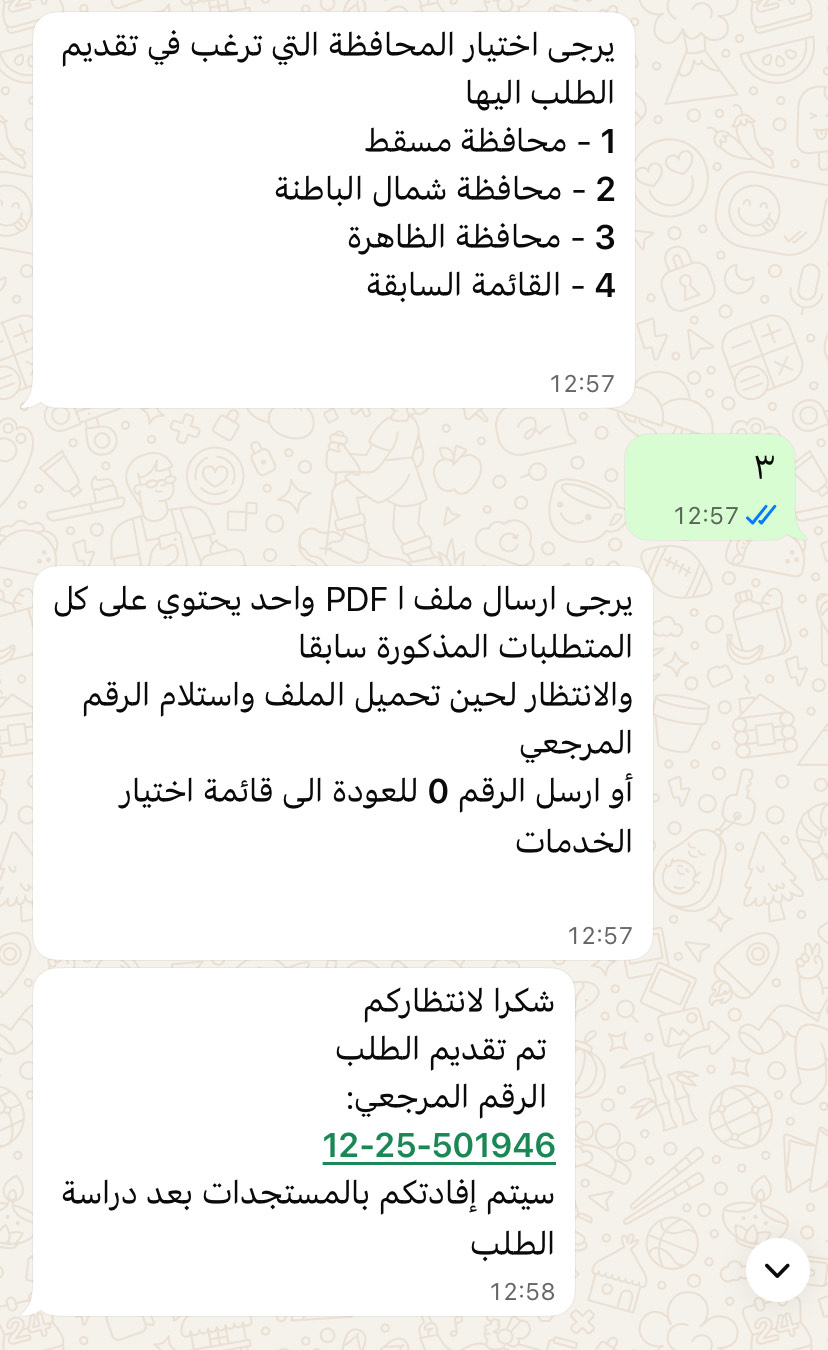 يرجى اختيار المحافظة التي ترغب في تقديم
الطلب اليها
1 - محافظة مسقط
2 - محافظة شمال الباطنة
3 - محافظة الظاهرة
4 - القائمة السابقة
12:57
٣
12:57
يرجى ارسال ملف ا PDF واحد يحتوي على كل
المتطلبات المذكورة سابقا
والانتظار لحين تحميل الملف واستلام الرقم
المرجعي
أو ارسل الرقم 0 للعودة الى قائمة اختيار
الخدمات
12:57
شكرا لانتظاركم
تم تقديم الطلب
الرقم المرجعي:
12-25-501946
سيتم إفادتكم بالمستجدات بعد دراسة
الطلب
12:58